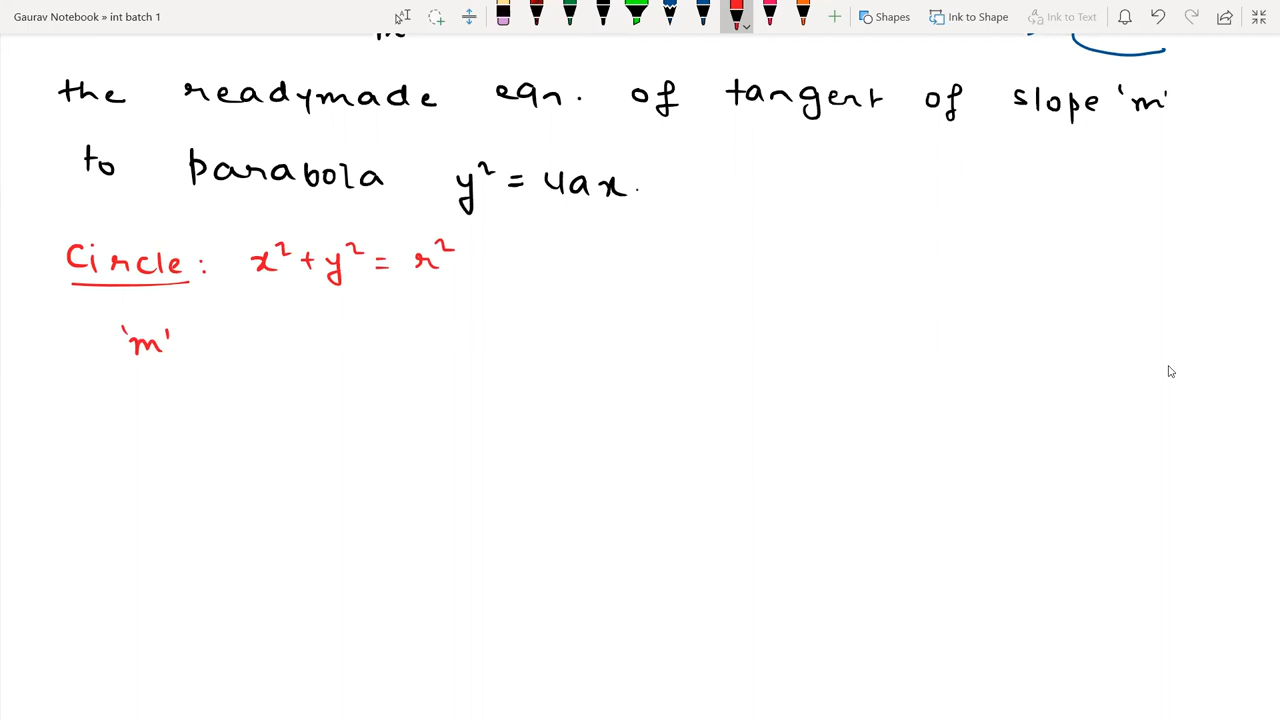 Gaurav Notebook » int batch 1
Shapes
Ink to Shape
Ink to Text
the readymade eqn. of tangent of slope 'm'
to parabola y² = 4ax.
Circle: x² + y² = r²
'm'